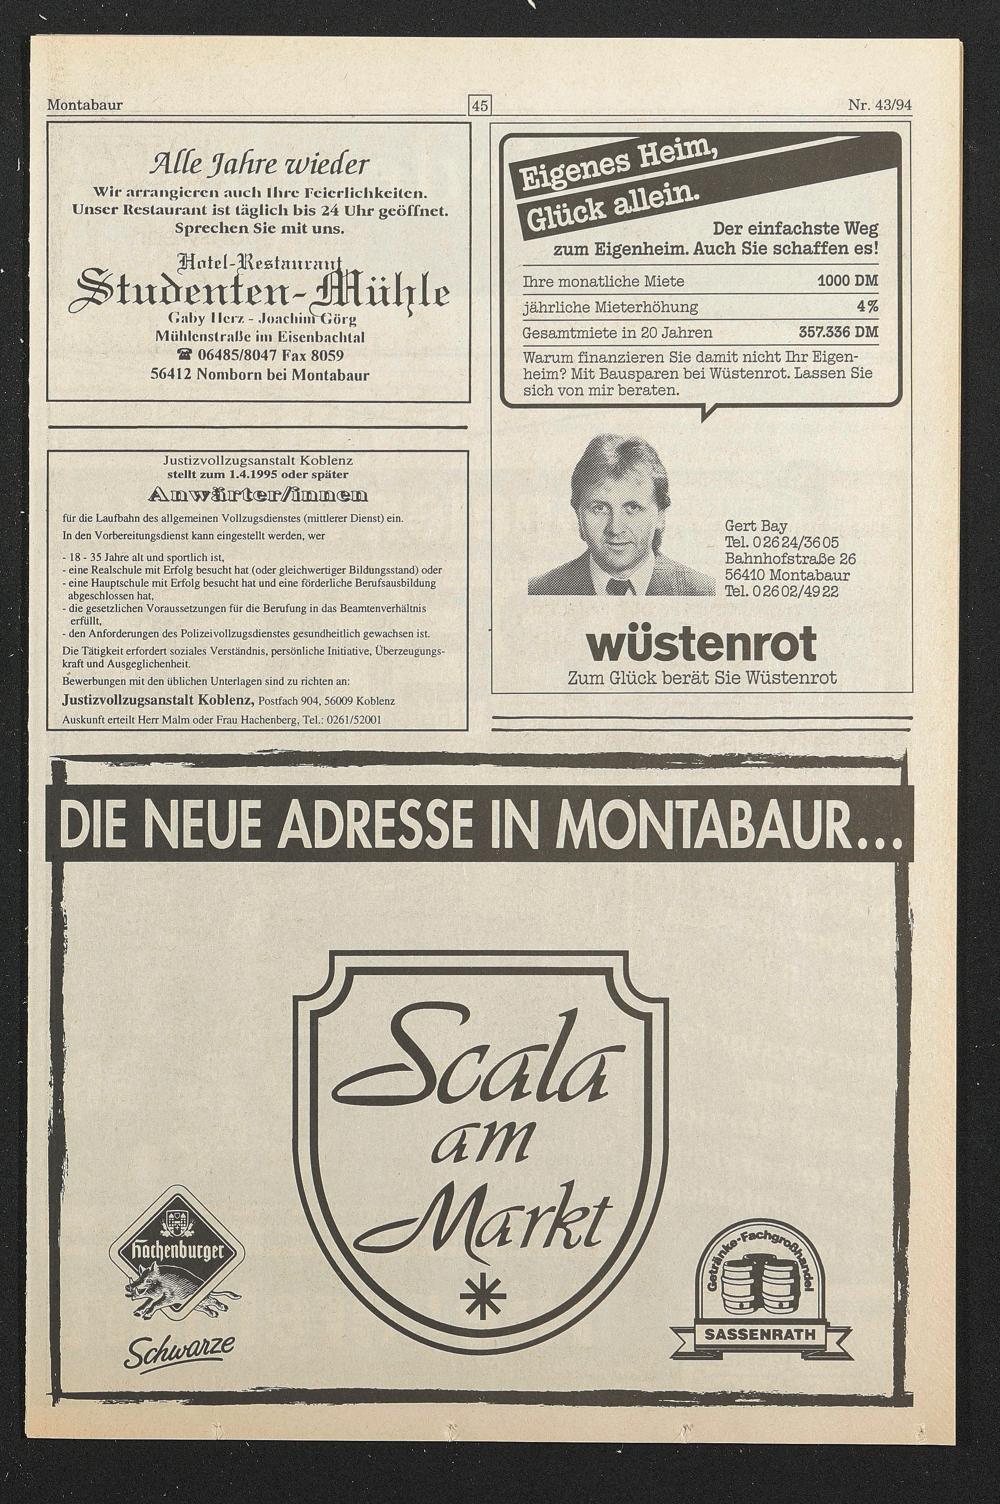 Montabaur
45
Nr. 43/94
Alle Jahre wieder
Wir arrangieren auch Ihre Feierlichkeiten.
Unser Restaurant ist täglich bis 24 Uhr geöffnet.
Sprechen Sie mit uns.
Hotel-Restaurant
Studenten-Mühle
Gaby Herz - Joachim Görg
Mühlenstraße im Eisenbachtal
☎ 06485/8047 Fax 8059
56412 Nomborn bei Montabaur
Justizvollzugsanstalt Koblenz
stellt zum 1.4.1995 oder später
Anwärter/innen
für die Laufbahn des allgemeinen Vollzugsdienstes (mittlerer Dienst) ein.
In den Vorbereitungsdienst kann eingestellt werden, wer
- 18 - 35 Jahre alt und sportlich ist,
- eine Realschule mit Erfolg besucht hat (oder gleichwertiger Bildungsstand) oder
- eine Hauptschule mit Erfolg besucht hat und eine förderliche Berufsausbildung
abgeschlossen hat,
- die gesetzlichen Voraussetzungen für die Berufung in das Beamtenverhältnis
erfüllt,
- den Anforderungen des Polizeivollzugsdienstes gesundheitlich gewachsen ist.
Die Tätigkeit erfordert soziales Verständnis, persönliche Initiative, Überzeugungs-
kraft und Ausgeglichenheit.
Bewerbungen mit den üblichen Unterlagen sind zu richten an:
Justizvollzugsanstalt Koblenz, Postfach 904, 56009 Koblenz
Auskunft erteilt Herr Malm oder Frau Hachenberg, Tel.: 0261/52001
Eigenes Heim,
Glück allein.
Der einfachste Weg
zum Eigenheim. Auch Sie schaffen es!
Ihre monatliche Miete 1000 DM
jährliche Mieterhöhung 4%
Gesamtmiete in 20 Jahren 357.336 DM
Warum finanzieren Sie damit nicht Ihr Eigen-
heim? Mit Bausparen bei Wüstenrot. Lassen Sie
sich von mir beraten.
Gert Bay
Tel. 02624/3605
Bahnhofstraße 26
56410 Montabaur
Tel. 02602/4922
wüstenrot
Zum Glück berät Sie Wüstenrot
DIE NEUE ADRESSE IN MONTABAUR...
Scala
am
Markt
Hachenburger
Schwarze
Getränke-Fachgroßhandel
SASSENRATH